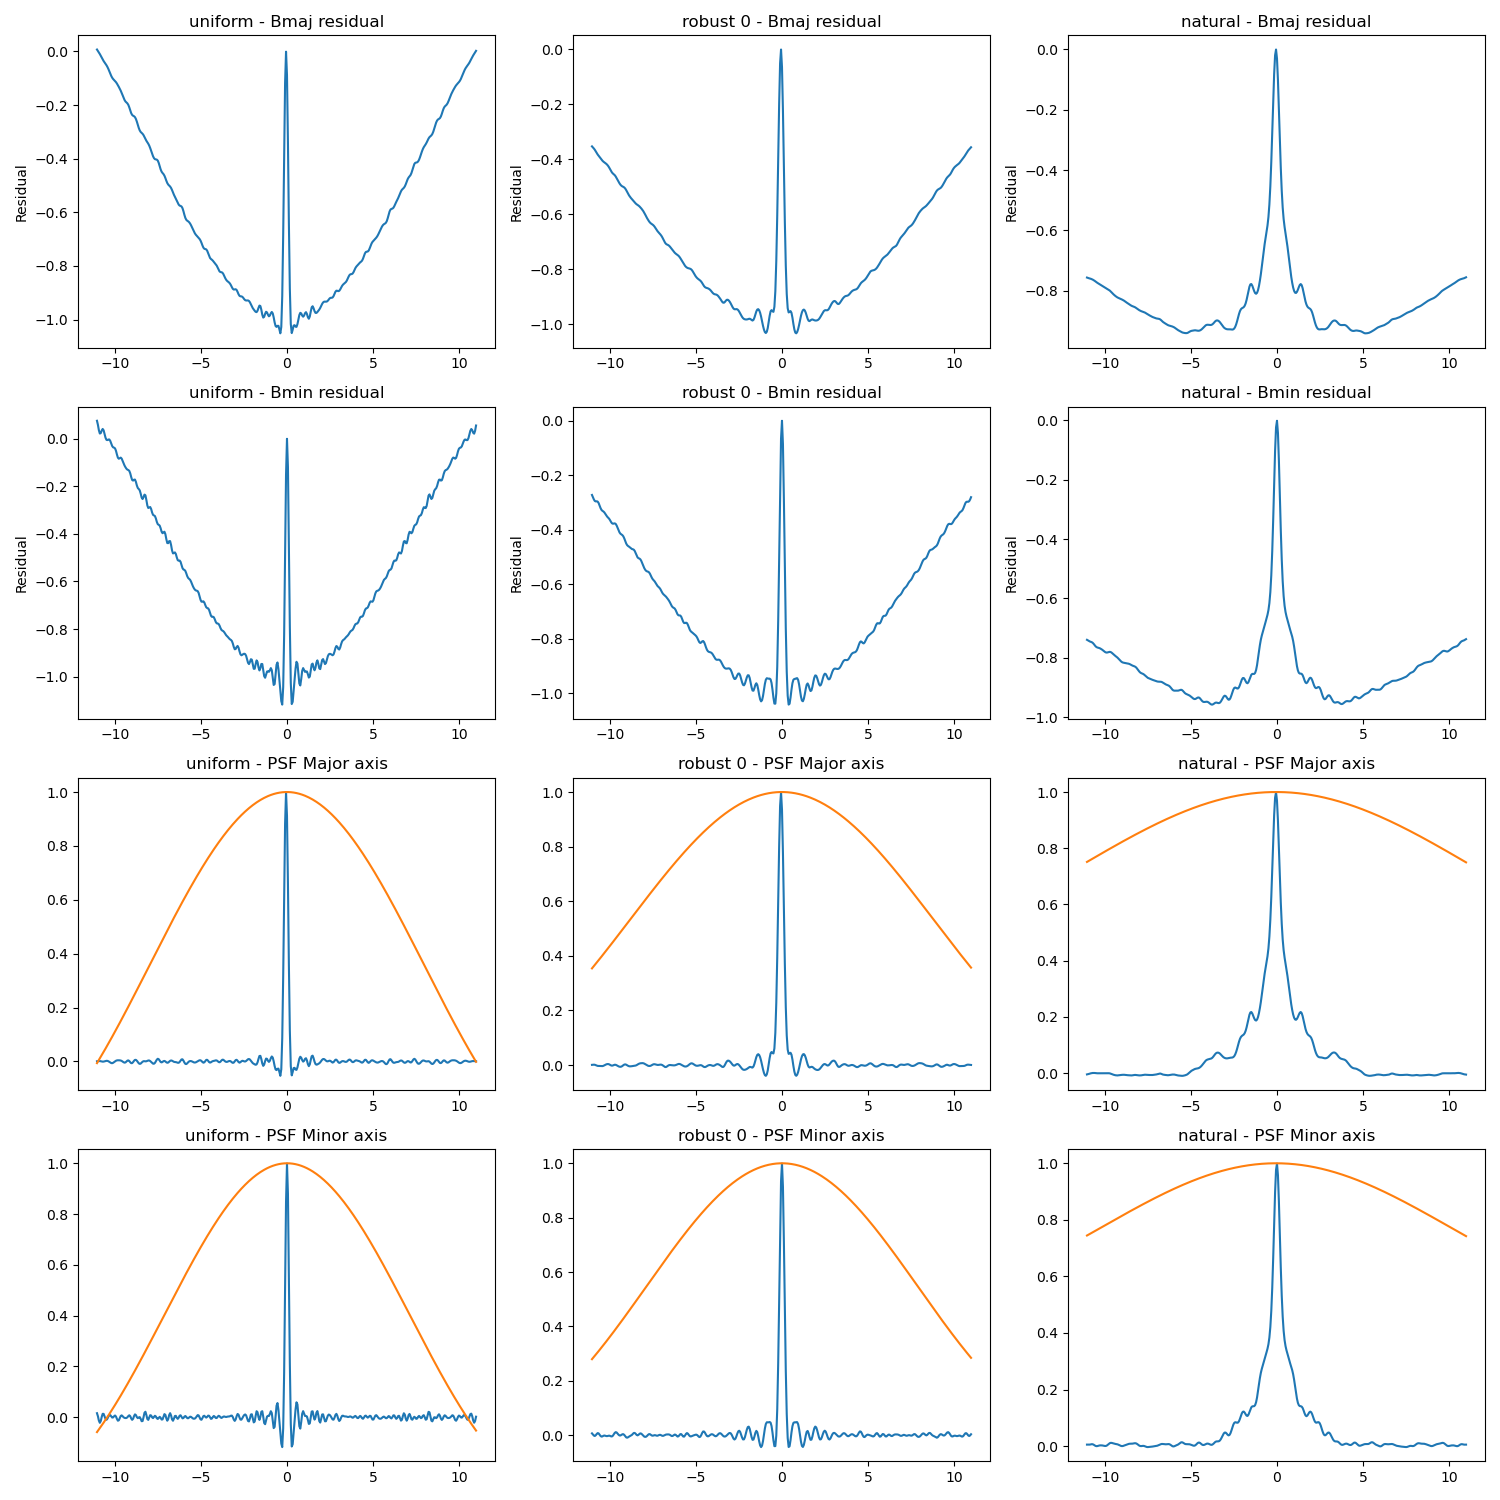 uniform - Bmaj residual
robust 0 - Bmaj residual
natural - Bmaj residual
0.0
−0.2
−0.4
−0.6
−0.8
−1.0
Residual
−10 −5 0 5 10
0.0
−0.2
−0.4
−0.6
−0.8
−1.0
Residual
−10 −5 0 5 10
0.0
−0.2
−0.4
−0.6
−0.8
Residual
−10 −5 0 5 10
uniform - Bmin residual
robust 0 - Bmin residual
natural - Bmin residual
0.0
−0.2
−0.4
−0.6
−0.8
−1.0
Residual
−10 −5 0 5 10
0.0
−0.2
−0.4
−0.6
−0.8
−1.0
Residual
−10 −5 0 5 10
0.0
−0.2
−0.4
−0.6
−0.8
−1.0
Residual
−10 −5 0 5 10
uniform - PSF Major axis
robust 0 - PSF Major axis
natural - PSF Major axis
1.0
0.8
0.6
0.4
0.2
0.0
−10 −5 0 5 10
1.0
0.8
0.6
0.4
0.2
0.0
−10 −5 0 5 10
1.0
0.8
0.6
0.4
0.2
0.0
−10 −5 0 5 10
uniform - PSF Minor axis
robust 0 - PSF Minor axis
natural - PSF Minor axis
1.0
0.8
0.6
0.4
0.2
0.0
−10 −5 0 5 10
1.0
0.8
0.6
0.4
0.2
0.0
−10 −5 0 5 10
1.0
0.8
0.6
0.4
0.2
0.0
−10 −5 0 5 10